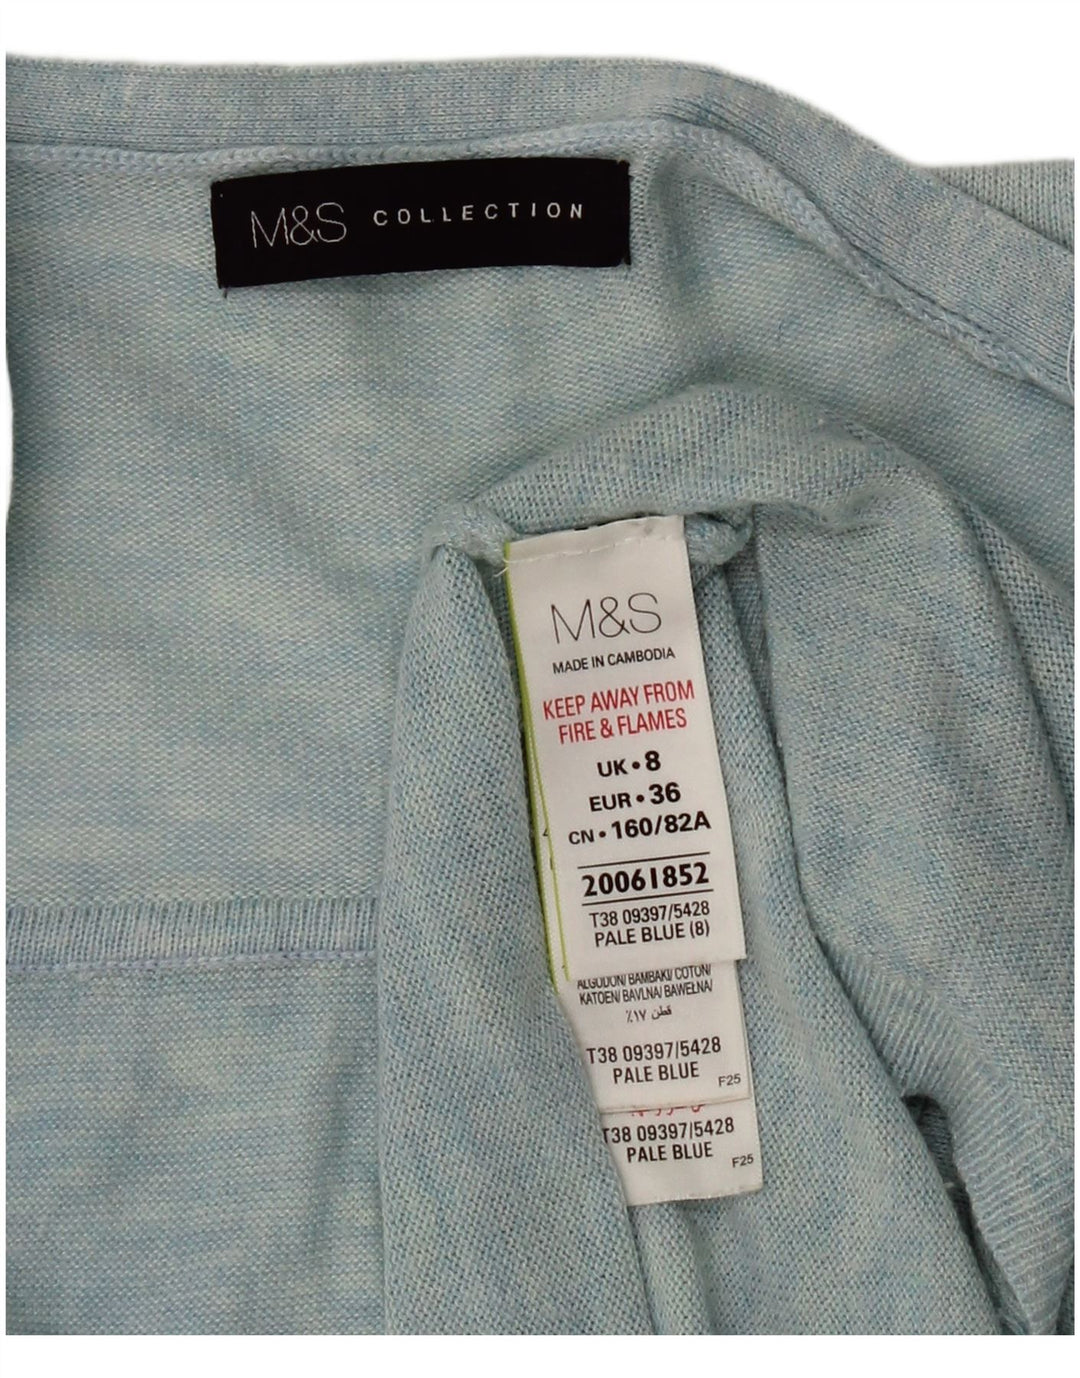 M&S COLLECTION
M&S
MADE IN CAMBODIA
KEEP AWAY FROM
FIRE & FLAMES
UK • 8
EUR • 36
CN • 160/82A
20061852
T38 09397/5428
PALE BLUE (8)
ALGODON/ BAMBAKI/ COTON/
KATOEN/ BAVLNA/ BAWEŁNA/
قطن ١٧٪
T38 09397/5428
PALE BLUE
F25
T38 09397/5428
PALE BLUE
F25